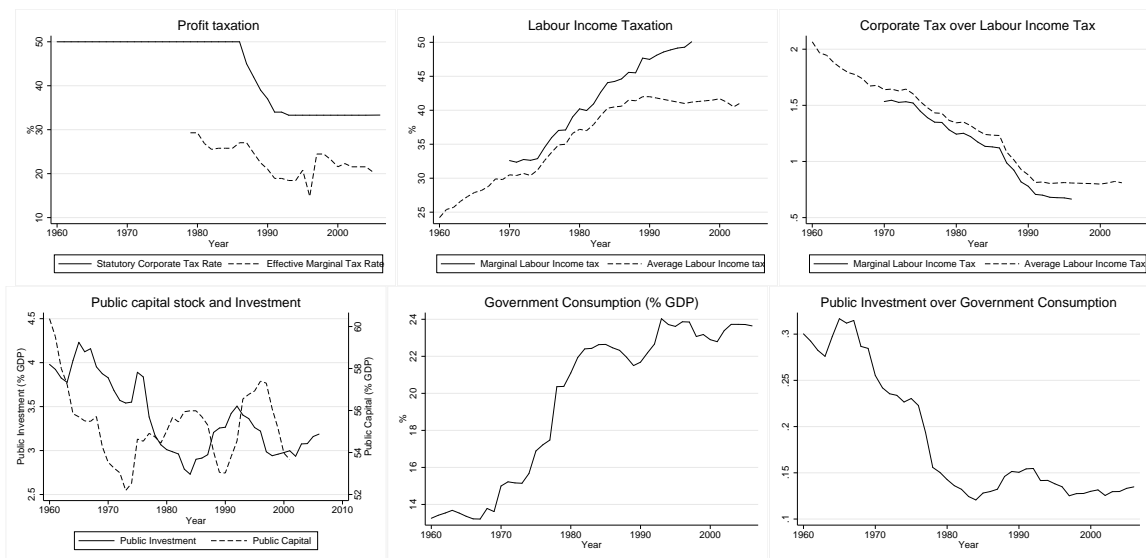 Profit taxation
50
40
30
20
10
%
1960 1970 1980 1990 2000
Year
Statutory Corporate Tax Rate Effective Marginal Tax Rate
Labour Income Taxation
50
45
40
35
30
25
%
1960 1970 1980 1990 2000
Year
Marginal Labour Income tax Average Labour Income tax
Corporate Tax over Labour Income Tax
2
1.5
1
.5
1960 1970 1980 1990 2000
Year
Marginal Labour Income Tax Average Labour Income Tax
Public capital stock and Investment
4.5
4
3.5
3
2.5
Public Investment (% GDP)
60
58
56
54
52
Public Capital (% GDP)
1960 1970 1980 1990 2000 2010
Year
Public Investment Public Capital
Government Consumption (% GDP)
24
22
20
18
16
14
%
1960 1970 1980 1990 2000
Year
Public Investment over Government Consumption
.3
.25
.2
.15
.1
1960 1970 1980 1990 2000
Year